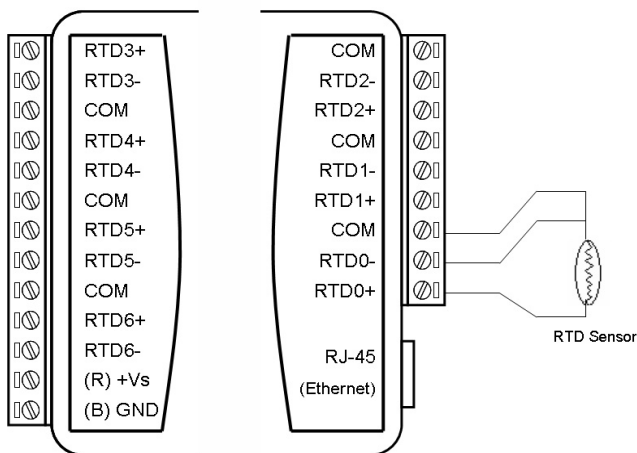 RTD3+
RTD3-
COM
RTD4+
RTD4-
COM
RTD5+
RTD5-
COM
RTD6+
RTD6-
(R) +Vs
(B) GND
COM
RTD2-
RTD2+
COM
RTD1-
RTD1+
COM
RTD0-
RTD0+
RJ-45
(Ethernet)
RTD Sensor